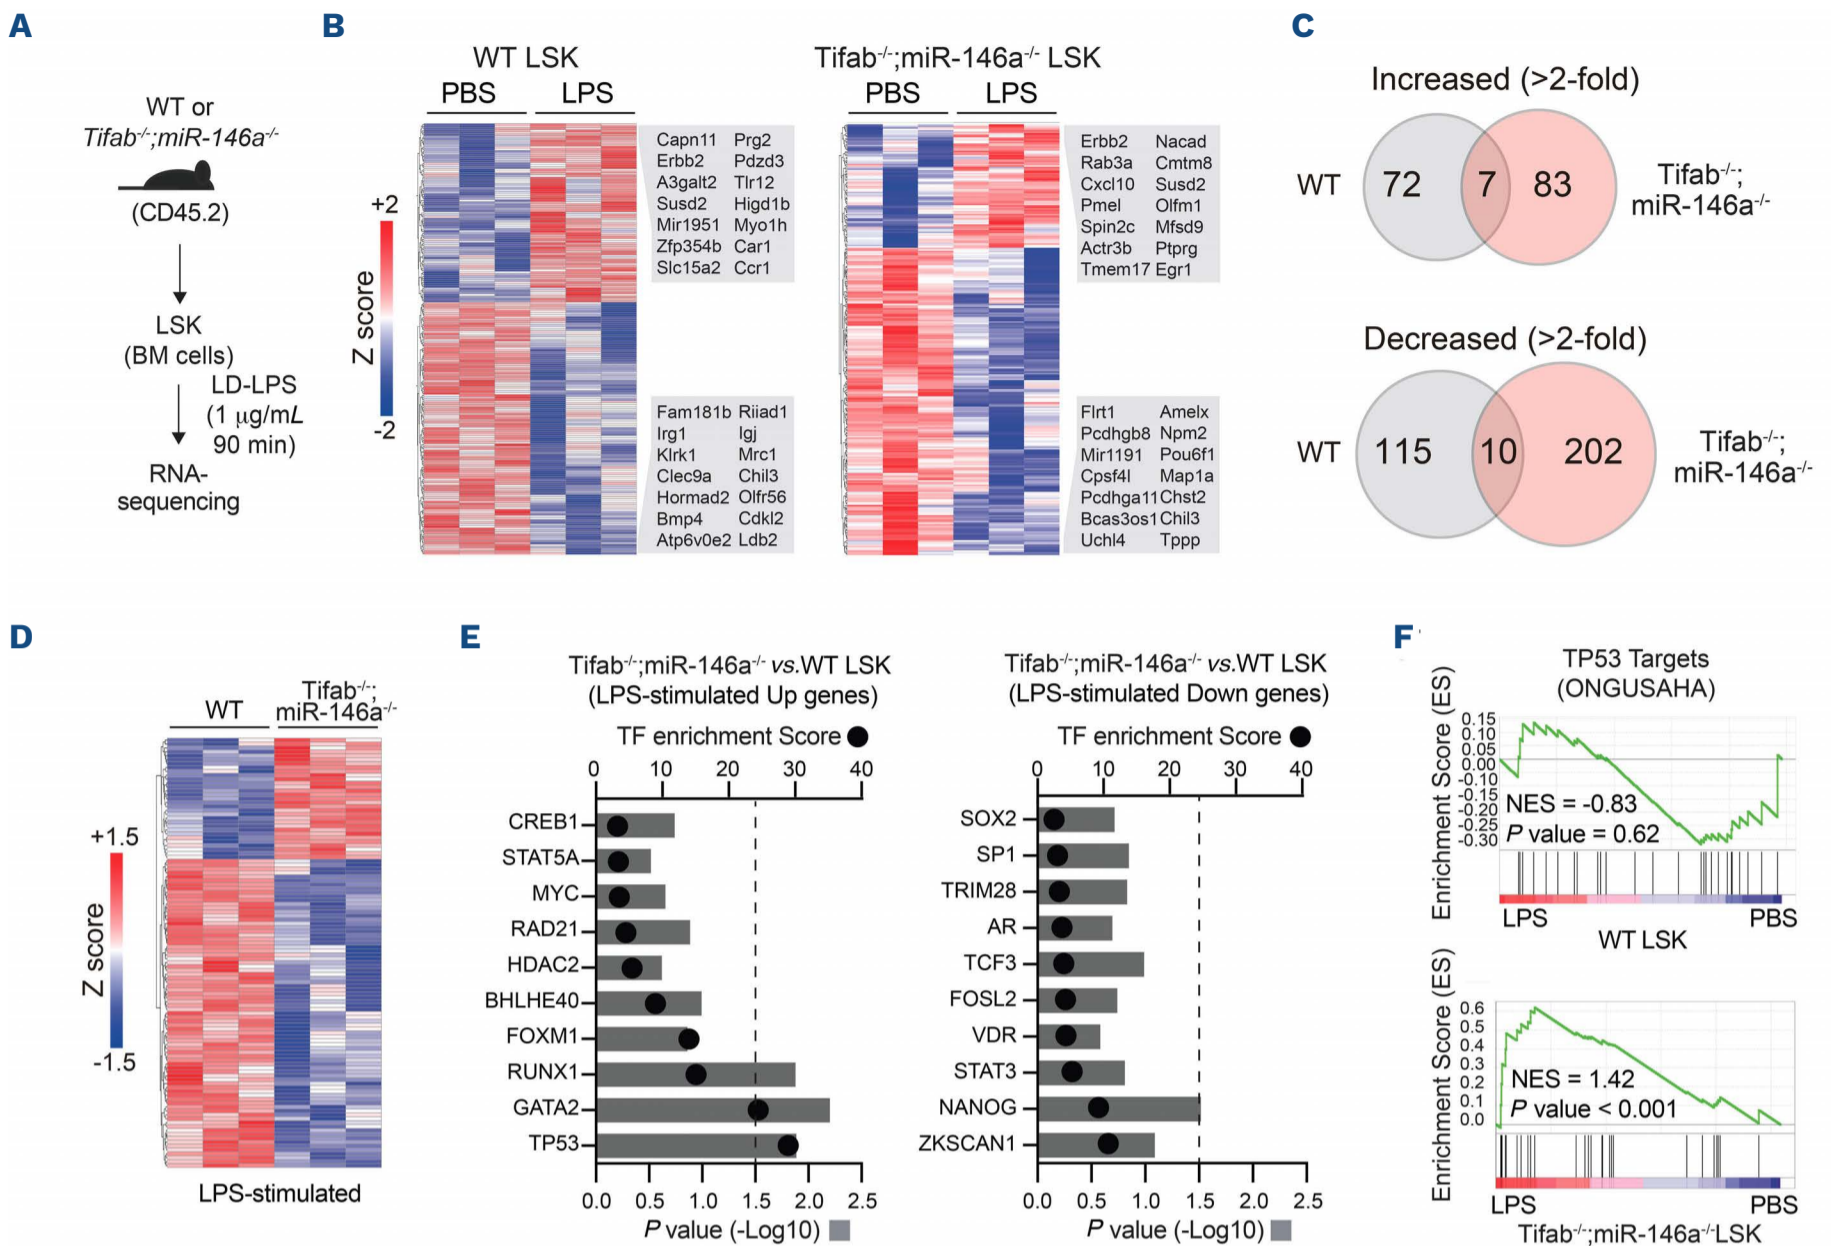 A
WT or
Tifab-/-;miR-146a-/-
(CD45.2)
LSK
(BM cells)
LD-LPS
(1 µg/mL
90 min)
RNA-
sequencing
B
WT LSK
PBS LPS
Z score
+2
-2
Capn11 Prg2
Erbb2 Pdzd3
A3galt2 Tlr12
Susd2 Higd1b
Mir1951 Myo1h
Zfp354b Car1
Slc15a2 Ccr1
Fam181b Riiad1
Irg1 Igj
Klrk1 Mrc1
Clec9a Chil3
Hormad2 Olfr56
Bmp4 Cdkl2
Atp6v0e2 Ldb2
Tifab-/-;miR-146a-/- LSK
PBS LPS
Erbb2 Nacad
Rab3a Cmtm8
Cxcl10 Susd2
Pmel Olfm1
Spin2c Mfsd9
Actr3b Ptprg
Tmem17 Egr1
Flrt1 Amelx
Pcdhgb8 Npm2
Mir1191 Pou6f1
Cpsf4l Map1a
Pcdhga11 Chst2
Bcas3os1 Chil3
Uchl4 Tppp
C
Increased (>2-fold)
WT 72 7 83 Tifab-/-;
miR-146a-/-
Decreased (>2-fold)
WT 115 10 202 Tifab-/-;
miR-146a-/-
D
WT Tifab-/-;
miR-146a-/-
+1.5
Z score
-1.5
LPS-stimulated
E
Tifab-/-;miR-146a-/- vs.WT LSK
(LPS-stimulated Up genes)
TF enrichment Score
0 10 20 30 40
CREB1
STAT5A
MYC
RAD21
HDAC2
BHLHE40
FOXM1
RUNX1
GATA2
TP53
0.0 0.5 1.0 1.5 2.0 2.5
P value (-Log10)
Tifab-/-;miR-146a-/- vs.WT LSK
(LPS-stimulated Down genes)
TF enrichment Score
0 10 20 30 40
SOX2
SP1
TRIM28
AR
TCF3
FOSL2
VDR
STAT3
NANOG
ZKSCAN1
0.0 0.5 1.0 1.5 2.0 2.5
P value (-Log10)
F
TP53 Targets
(ONGUSAHA)
Enrichment Score (ES)
0.15
0.05
0.00
-0.10
-0.15
-0.25
-0.30
NES = -0.83
P value = 0.62
LPS PBS
WT LSK
Enrichment Score (ES)
0.6
0.5
0.4
0.3
0.2
0.1
0.0
NES = 1.42
P value < 0.001
LPS PBS
Tifab-/-;miR-146a-/-LSK